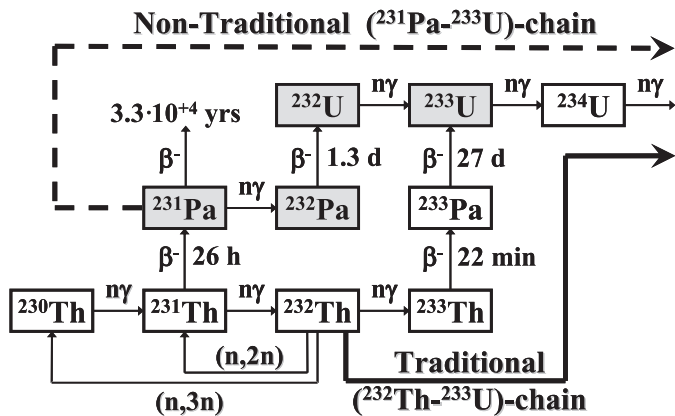 Non-Traditional (²³¹Pa-²³³U)-chain
²³²U nγ ²³³U nγ ²³⁴U nγ
3.3·10⁺⁴ yrs
β⁻ β⁻ 1.3 d β⁻ 27 d
²³¹Pa nγ ²³²Pa ²³³Pa
β⁻ 26 h β⁻ 22 min
²³⁰Th nγ ²³¹Th nγ ²³²Th nγ ²³³Th
(n,2n) Traditional
(n,3n) (²³²Th-²³³U)-chain